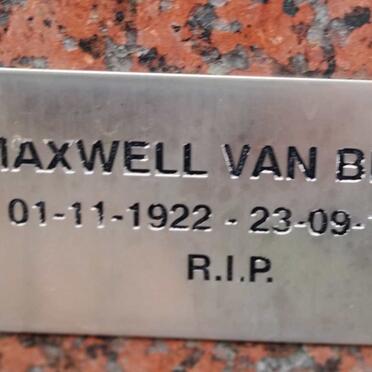 MAXWELL VAN
01-11-1922 - 23-09-
R.I.P.